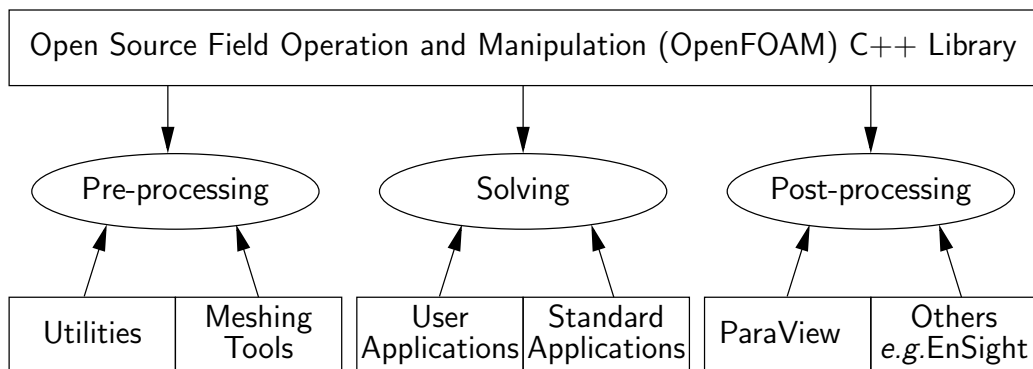 Open Source Field Operation and Manipulation (OpenFOAM) C++ Library
Pre-processing
Solving
Post-processing
Utilities
Meshing
Tools
User
Applications
Standard
Applications
ParaView
Others
e.g.EnSight